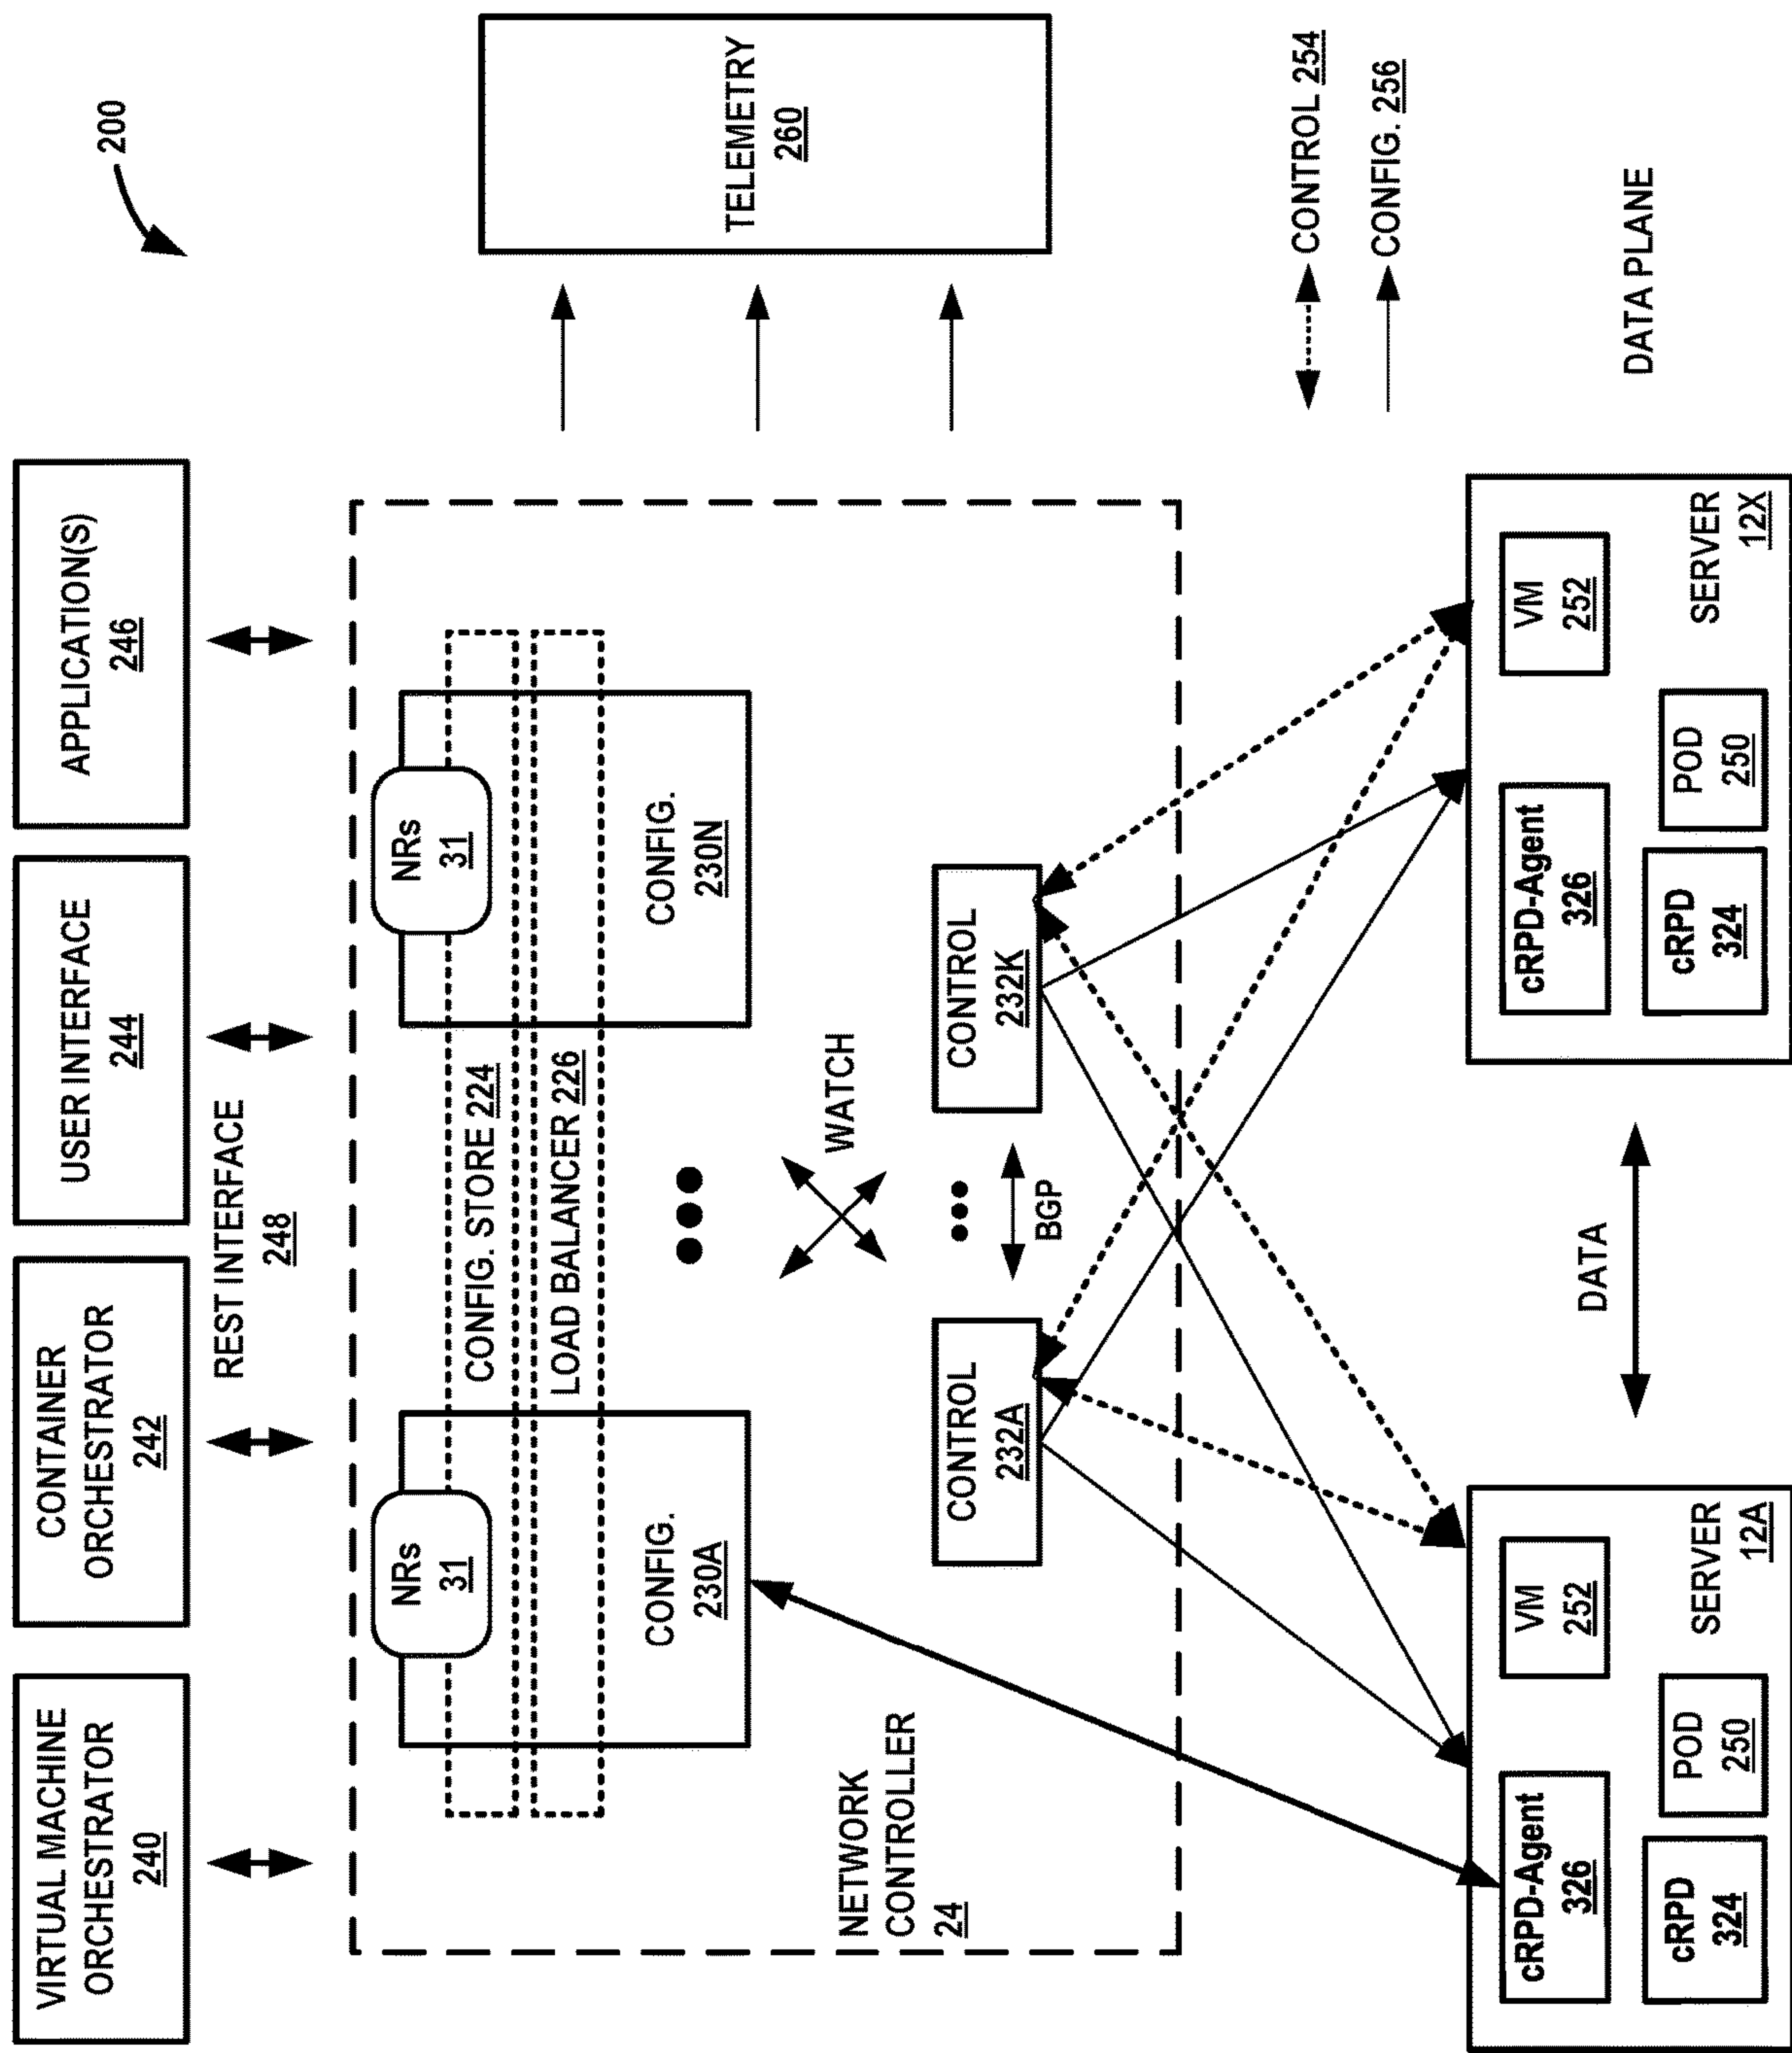 200
VIRTUAL MACHINE
ORCHESTRATOR
240
CONTAINER
ORCHESTRATOR
242
USER INTERFACE
244
APPLICATION(S)
246
REST INTERFACE
248
NRs
31
NRs
31
CONFIG. STORE 224
LOAD BALANCER 226
CONFIG.
230A
CONFIG.
230N
TELEMETRY
260
WATCH
NETWORK
CONTROLLER
24
CONTROL
232A
BGP
CONTROL
232K
CONTROL 254
CONFIG. 256
cRPD-Agent
326
VM
252
cRPD
324
POD
250
SERVER
12A
DATA
cRPD-Agent
326
VM
252
cRPD
324
POD
250
SERVER
12X
DATA PLANE